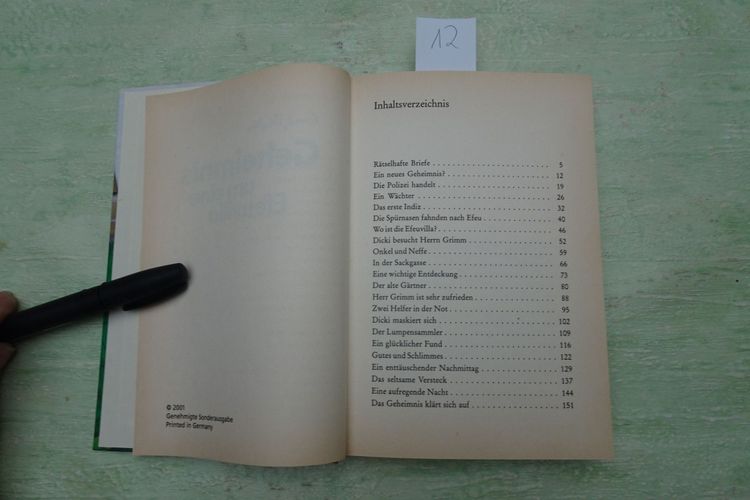 12
© 2001
Genehmigte Sonderausgabe
Printed in Germany
Inhaltsverzeichnis
Rätselhafte Briefe . . . . . . . . . . . . . . . . . . 5
Ein neues Geheimnis? . . . . . . . . . . . . . . . . 12
Die Polizei handelt . . . . . . . . . . . . . . . . . . 19
Ein Wächter . . . . . . . . . . . . . . . . . . . . . 26
Das erste Indiz . . . . . . . . . . . . . . . . . . . . 32
Die Spürnasen fahnden nach Efeu . . . . . . . . . . . 40
Wo ist die Efeuvilla? . . . . . . . . . . . . . . . . . 46
Dicki besucht Herrn Grimm . . . . . . . . . . . . . 52
Onkel und Neffe . . . . . . . . . . . . . . . . . . . 59
In der Sackgasse . . . . . . . . . . . . . . . . . . . 66
Eine wichtige Entdeckung . . . . . . . . . . . . . . 73
Der alte Gärtner . . . . . . . . . . . . . . . . . . . 80
Herr Grimm ist sehr zufrieden . . . . . . . . . . . . 88
Zwei Helfer in der Not . . . . . . . . . . . . . . . . 95
Dicki maskiert sich . . . . . . . . . . . . . . . . . . 102
Der Lumpensammler . . . . . . . . . . . . . . . . . 109
Ein glücklicher Fund . . . . . . . . . . . . . . . . . 116
Gutes und Schlimmes . . . . . . . . . . . . . . . . . 122
Ein enttäuschender Nachmittag . . . . . . . . . . . . 129
Das seltsame Versteck . . . . . . . . . . . . . . . . . 137
Eine aufregende Nacht . . . . . . . . . . . . . . . . 144
Das Geheimnis klärt sich auf . . . . . . . . . . . . . 151